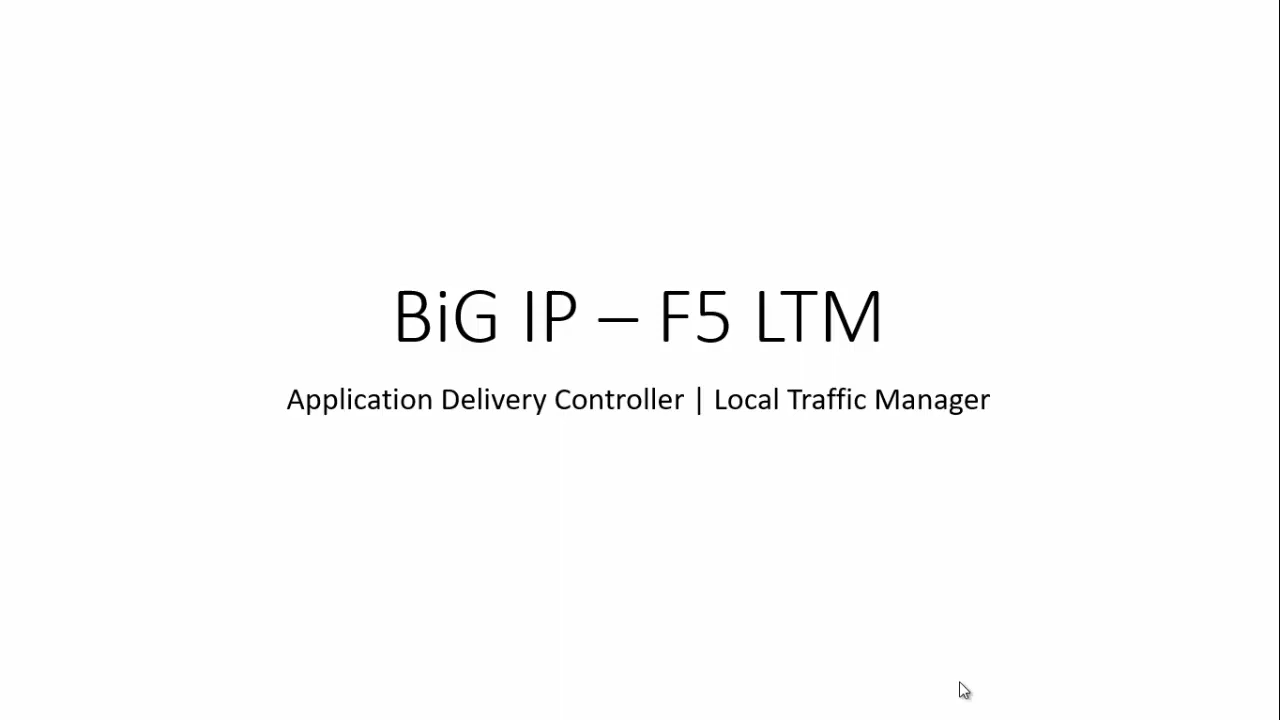 BiG IP – F5 LTM
Application Delivery Controller | Local Traffic Manager